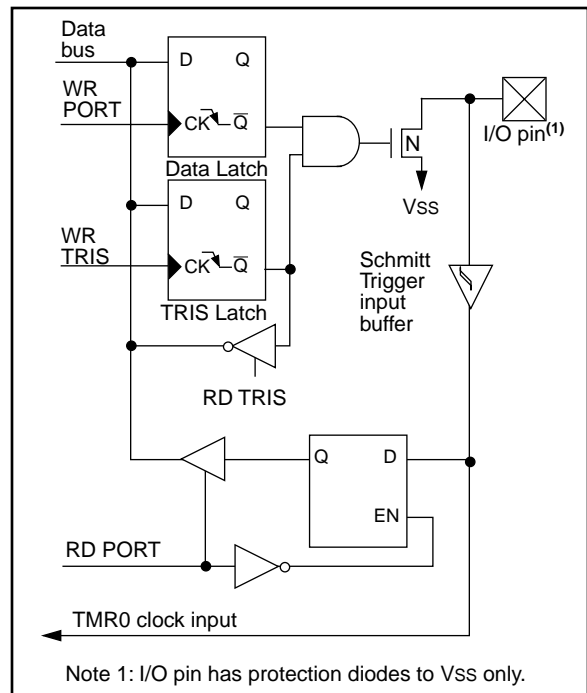 Data
bus
D Q
WR
PORT
CK Q̅
N
I/O pin(1)
Data Latch
VSS
D Q
WR
TRIS
CK Q̅
Schmitt
Trigger
input
buffer
TRIS Latch
RD TRIS
Q D
EN
RD PORT
TMR0 clock input
Note 1: I/O pin has protection diodes to VSS only.